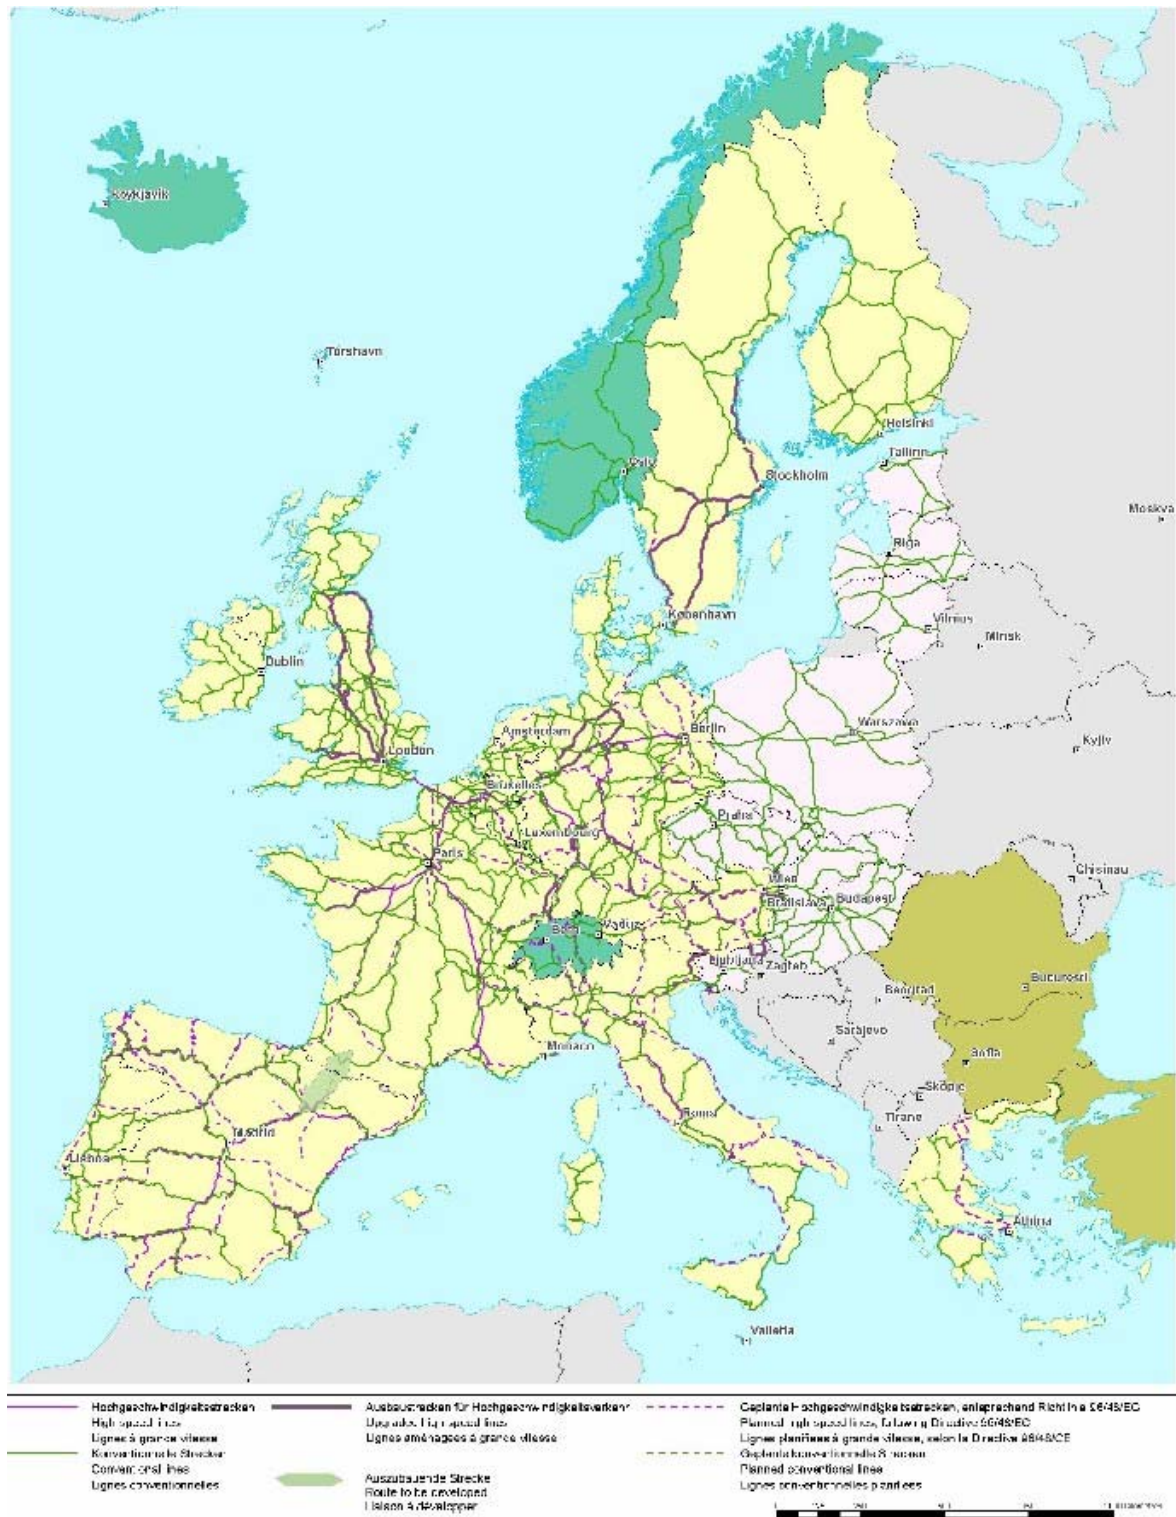 Reykjavik
Tórshavn
Helsinki
Tallinn
Oslo
Stockholm
Moskva
Riga
København
Vilnius
Minsk
Dublin
Amsterdam
Berlin
Warszawa
London
Kyjiv
Bruxelles
Praha
Luxembourg
Paris
Chisinau
Wien
Bratislava
Budapest
Bern
Vaduz
Ljubljana
Zagreb
Beograd
Bucuresti
Sarajevo
Monaco
Sofia
Skopje
Roma
Tirane
Madrid
Lisboa
Athina
Valletta
Hochgeschwindigkeitsstrecken
High speed lines
Lignes à grande vitesse
Konventionelle Strecken
Conventional lines
Lignes conventionnelles
Ausbaustrecken für Hochgeschwindigkeitsverkehr
Upgraded high speed lines
Lignes aménagées à grande vitesse
Auszubauende Strecke
Route to be developed
Liaison à développer
Geplante Hochgeschwindigkeitsstrecken, entsprechend Richtlinie 96/48/EG
Planned high speed lines, following Directive 96/48/EC
Lignes planifiées à grande vitesse, selon la Directive 96/48/CE
Geplante konventionelle Strecken
Planned conventional lines
Lignes conventionnelles planifiées